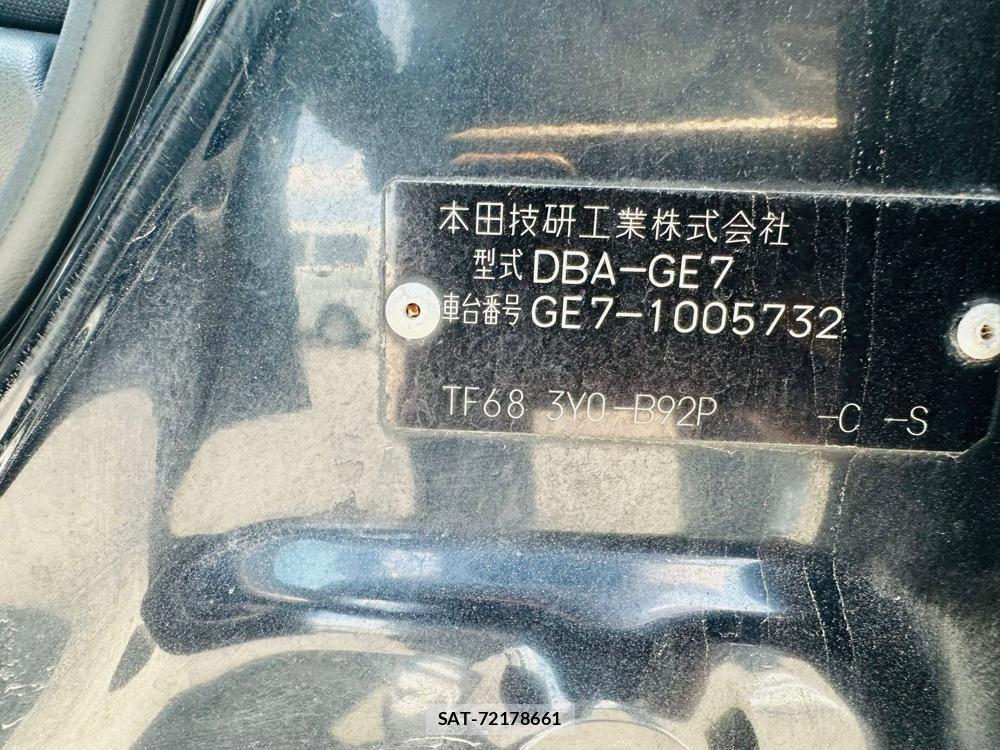 本田技研工業株式会社
型式 DBA-GE7
車台番号 GE7-1005732
TF68 3Y0-B92P -C -S
SAT-72178661